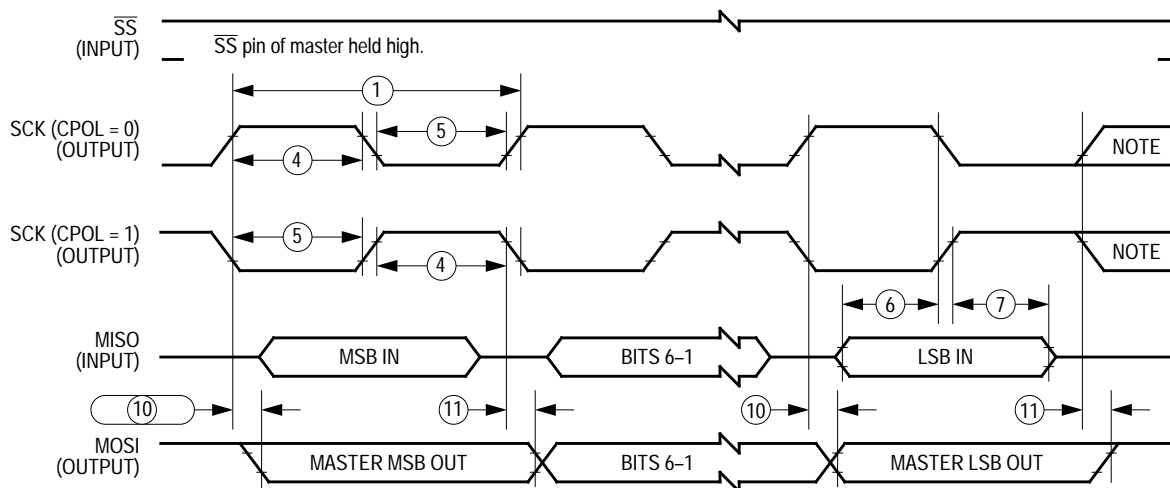 SS
(INPUT)
SS pin of master held high.
1
SCK (CPOL = 0)
(OUTPUT)
5
4
NOTE
SCK (CPOL = 1)
(OUTPUT)
5
4
NOTE
6
7
MISO
(INPUT)
MSB IN
BITS 6–1
LSB IN
10
11
10
11
MOSI
(OUTPUT)
MASTER MSB OUT
BITS 6–1
MASTER LSB OUT